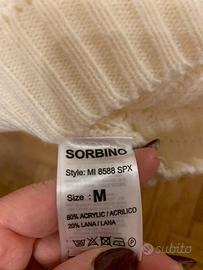 SORBINO
Style: MI 8588 SPX
Size : M
80% ACRYLIC / ACRILICO
20% LANA / LANA
subito